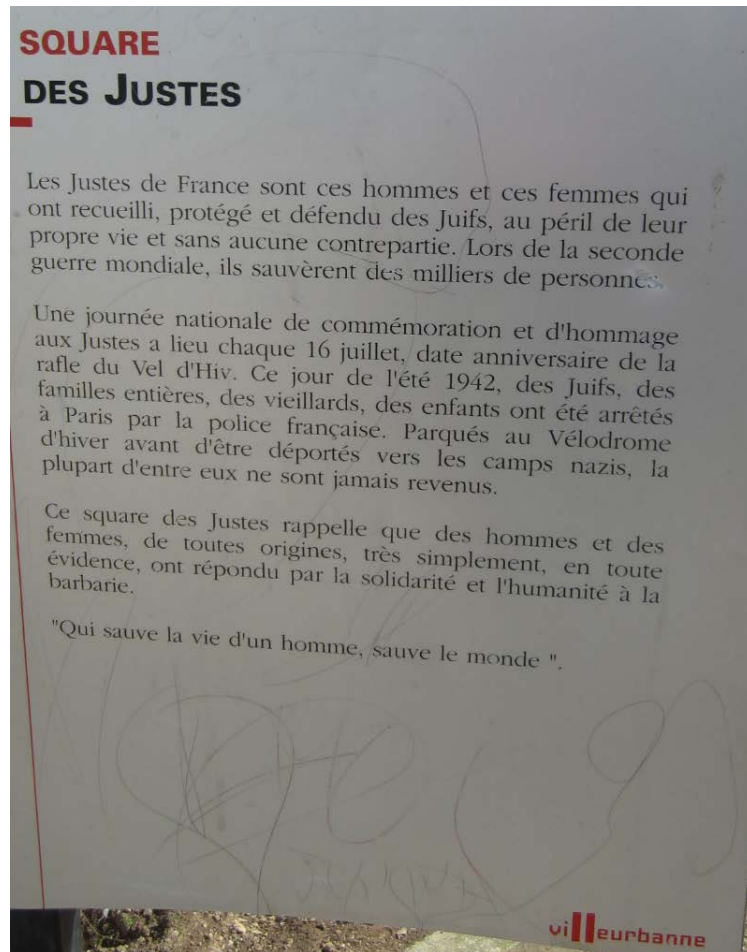 SQUARE
DES JUSTES
Les Justes de France sont ces hommes et ces femmes qui
ont recueilli, protégé et défendu des Juifs, au péril de leur
propre vie et sans aucune contrepartie. Lors de la seconde
guerre mondiale, ils sauvèrent des milliers de personnes.
Une journée nationale de commémoration et d'hommage
aux Justes a lieu chaque 16 juillet, date anniversaire de la
rafle du Vel d'Hiv. Ce jour de l'été 1942, des Juifs, des
familles entières, des vieillards, des enfants ont été arrêtés
à Paris par la police française. Parqués au Vélodrome
d'hiver avant d'être déportés vers les camps nazis, la
plupart d'entre eux ne sont jamais revenus.
Ce square des Justes rappelle que des hommes et des
femmes, de toutes origines, très simplement, en toute
évidence, ont répondu par la solidarité et l'humanité à la
barbarie.
"Qui sauve la vie d'un homme, sauve le monde ".
villeurbanne